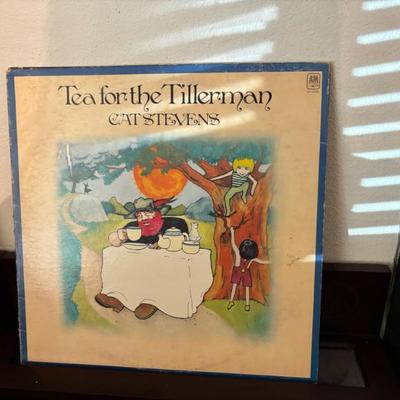 Tea for the Tillerman
CAT STEVENS
A&M